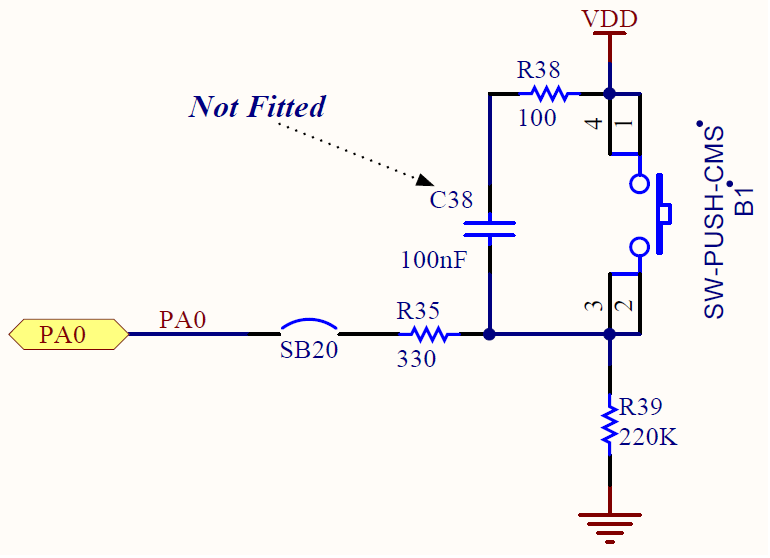 VDD
R38
100
Not Fitted
4
1
C38
100nF
SW-PUSH-CMS
B1
3
2
PA0
PA0
SB20
R35
330
R39
220K